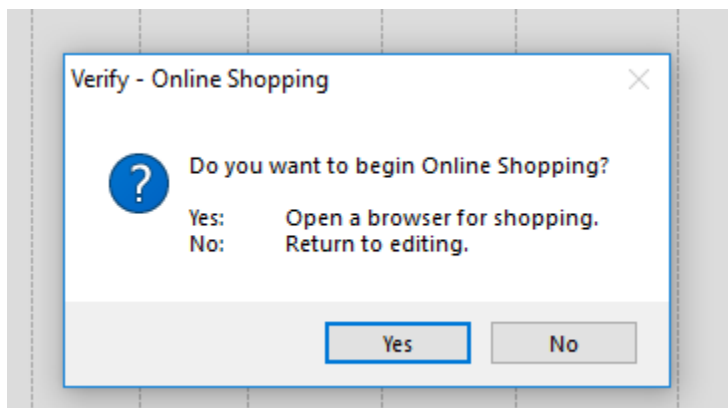 Verify - Online Shopping
?
Do you want to begin Online Shopping?
Yes: Open a browser for shopping.
No: Return to editing.
Yes No